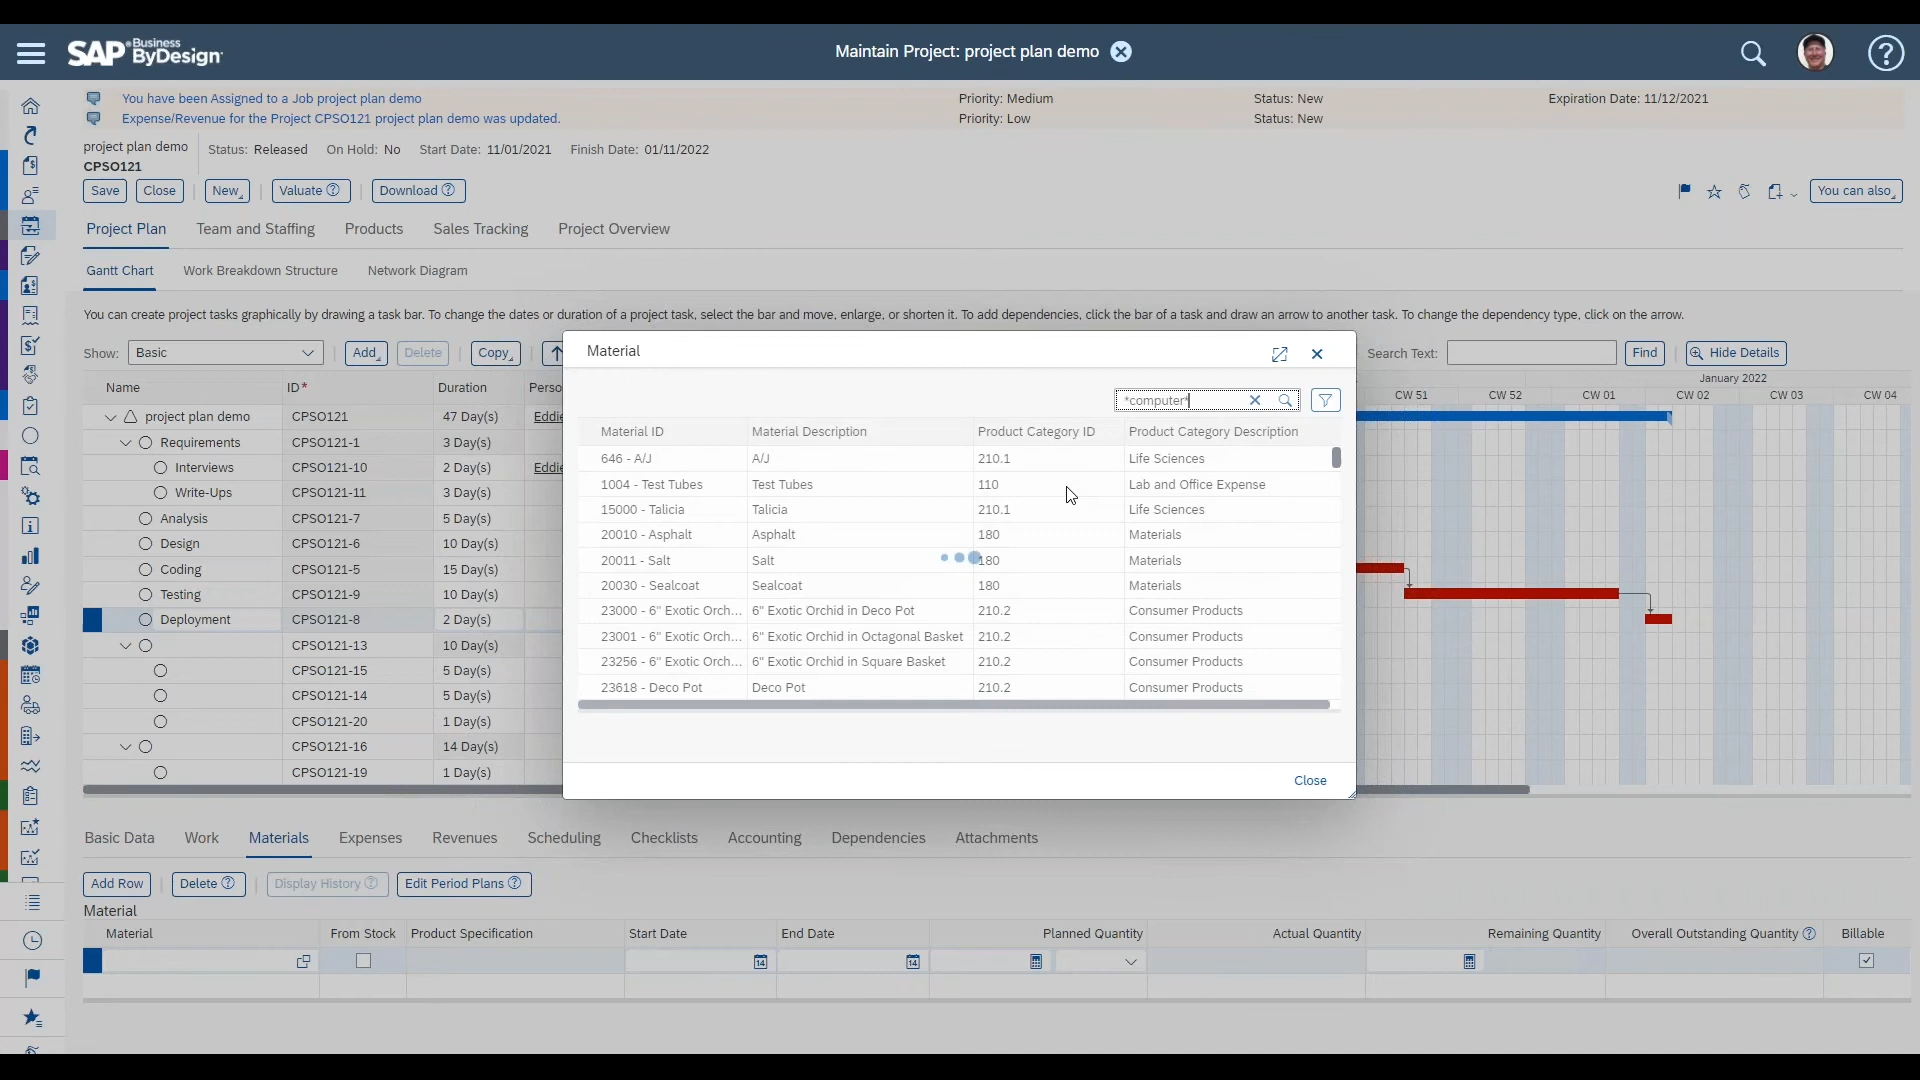 SAP Business ByDesign
Maintain Project: project plan demo
You have been Assigned to a Job project plan demo Priority: Medium Status: New Expiration Date: 11/12/2021
Expense/Revenue for the Project CPSO121 project plan demo was updated. Priority: Low Status: New
project plan demo Status: Released On Hold: No Start Date: 11/01/2021 Finish Date: 01/11/2022
CPSO121
Save Close New Valuate Download You can also
Project Plan Team and Staffing Products Sales Tracking Project Overview
Gantt Chart Work Breakdown Structure Network Diagram
You can create project tasks graphically by drawing a task bar. To change the dates or duration of a project task, select the bar and move, enlarge, or shorten it. To add dependencies, click the bar of a task and draw an arrow to another task. To change the dependency type, click on the arrow.
Show: Basic Add Delete Copy Search Text: Find Hide Details
Name ID* Duration January 2022
CW 51 CW 52 CW 01 CW 02 CW 03 CW 04
project plan demo CPSO121 47 Day(s) Eddie
Requirements CPSO121-1 3 Day(s)
Interviews CPSO121-10 2 Day(s) Eddie
Write-Ups CPSO121-11 3 Day(s)
Analysis CPSO121-7 5 Day(s)
Design CPSO121-6 10 Day(s)
Coding CPSO121-5 15 Day(s)
Testing CPSO121-9 10 Day(s)
Deployment CPSO121-8 2 Day(s)
CPSO121-13 10 Day(s)
CPSO121-15 5 Day(s)
CPSO121-14 5 Day(s)
CPSO121-20 1 Day(s)
CPSO121-16 14 Day(s)
CPSO121-19 1 Day(s)
Material
*computer*
Material ID Material Description Product Category ID Product Category Description
646 - A/J A/J 210.1 Life Sciences
1004 - Test Tubes Test Tubes 110 Lab and Office Expense
15000 - Talicia Talicia 210.1 Life Sciences
20010 - Asphalt Asphalt 180 Materials
20011 - Salt Salt 180 Materials
20030 - Sealcoat Sealcoat 180 Materials
23000 - 6" Exotic Orch... 6" Exotic Orchid in Deco Pot 210.2 Consumer Products
23001 - 6" Exotic Orch... 6" Exotic Orchid in Octagonal Basket 210.2 Consumer Products
23256 - 6" Exotic Orch... 6" Exotic Orchid in Square Basket 210.2 Consumer Products
23618 - Deco Pot Deco Pot 210.2 Consumer Products
Close
Basic Data Work Materials Expenses Revenues Scheduling Checklists Accounting Dependencies Attachments
Add Row Delete Display History Edit Period Plans
Material
Material From Stock Product Specification Start Date End Date Planned Quantity Actual Quantity Remaining Quantity Overall Outstanding Quantity Billable